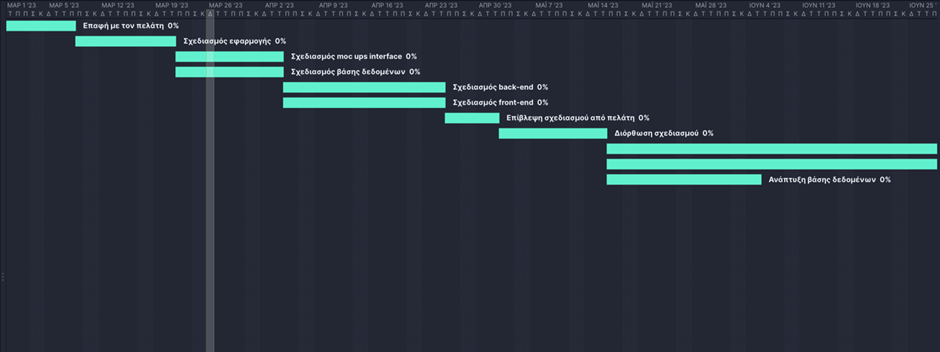 ΜΑΡ 1 '23 ΜΑΡ 5 '23 ΜΑΡ 12 '23 ΜΑΡ 19 '23 ΜΑΡ 26 '23 ΑΠΡ 2 '23 ΑΠΡ 9 '23 ΑΠΡ 16 '23 ΑΠΡ 23 '23 ΑΠΡ 30 '23 ΜΑΪ 7 '23 ΜΑΪ 14 '23 ΜΑΪ 21 '23 ΜΑΪ 28 '23 ΙΟΥΝ 4 '23 ΙΟΥΝ 11 '23 ΙΟΥΝ 18 '23 ΙΟΥΝ 25 '
Επαφή με τον πελάτη 0%
Σχεδιασμός εφαρμογής 0%
Σχεδιασμός moc ups interface 0%
Σχεδιασμός βάσης δεδομένων 0%
Σχεδιασμός back-end 0%
Σχεδιασμός front-end 0%
Επίβλεψη σχεδιασμού από πελάτη 0%
Διόρθωση σχεδιασμού 0%
Ανάπτυξη βάσης δεδομένων 0%